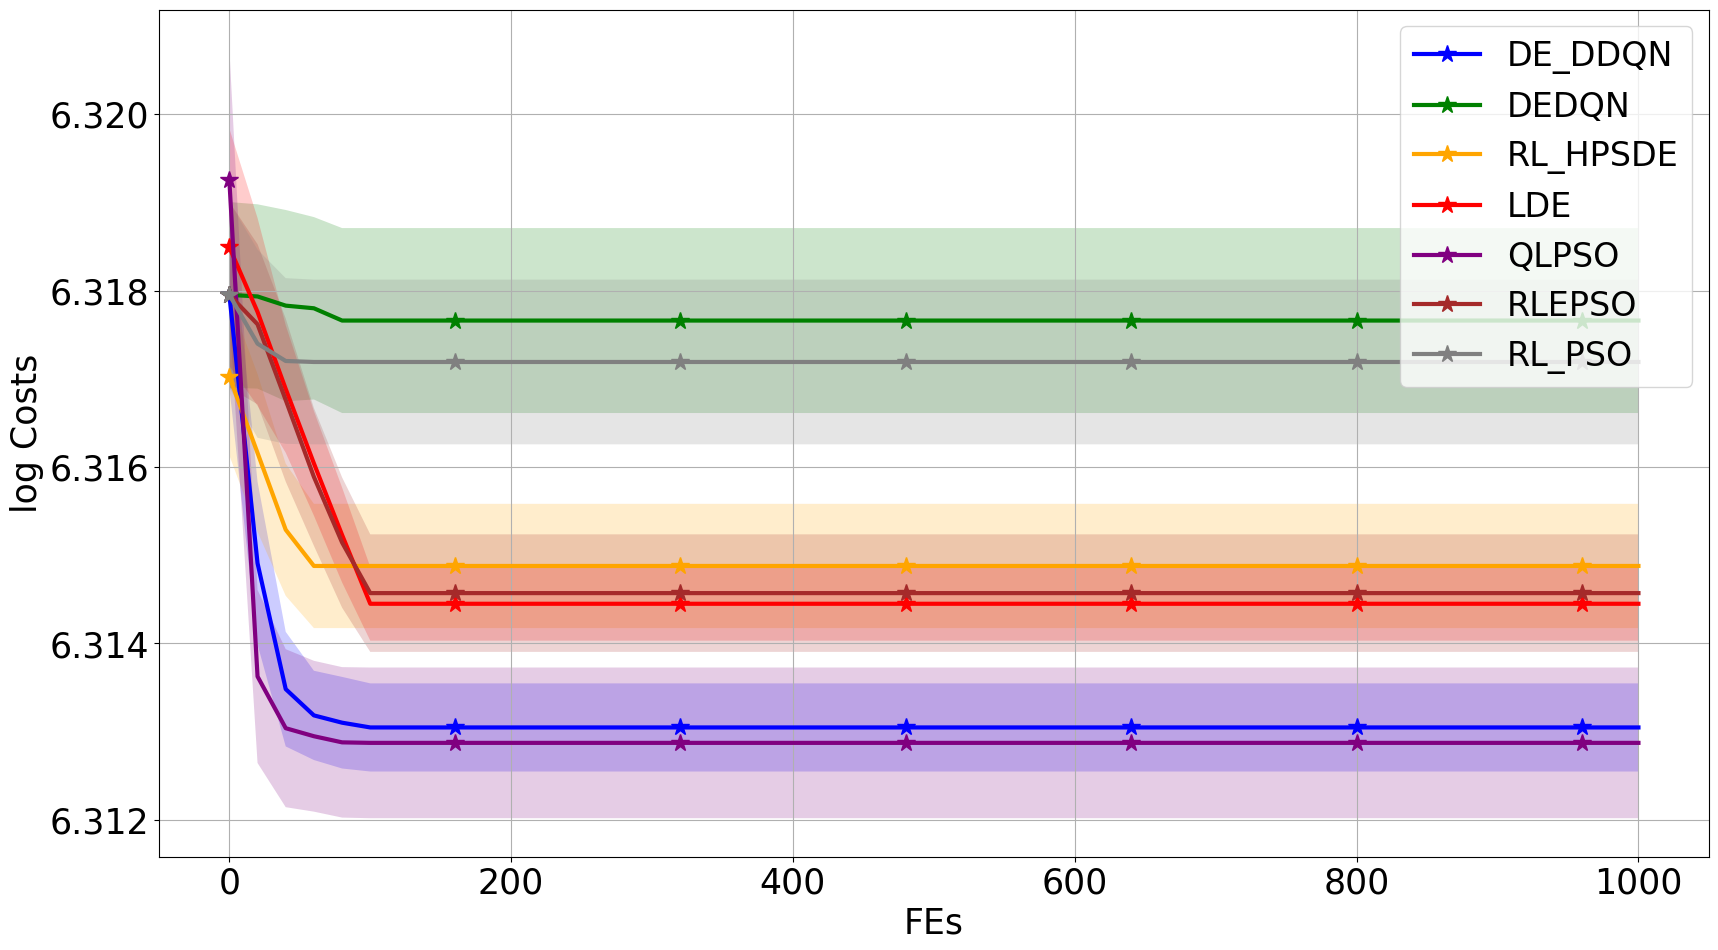 6.320
6.318
6.316
6.314
6.312
log Costs
0
200
400
600
800
1000
FEs
DE_DDQN
DEDQN
RL_HPSDE
LDE
QLPSO
RLEPSO
RL_PSO